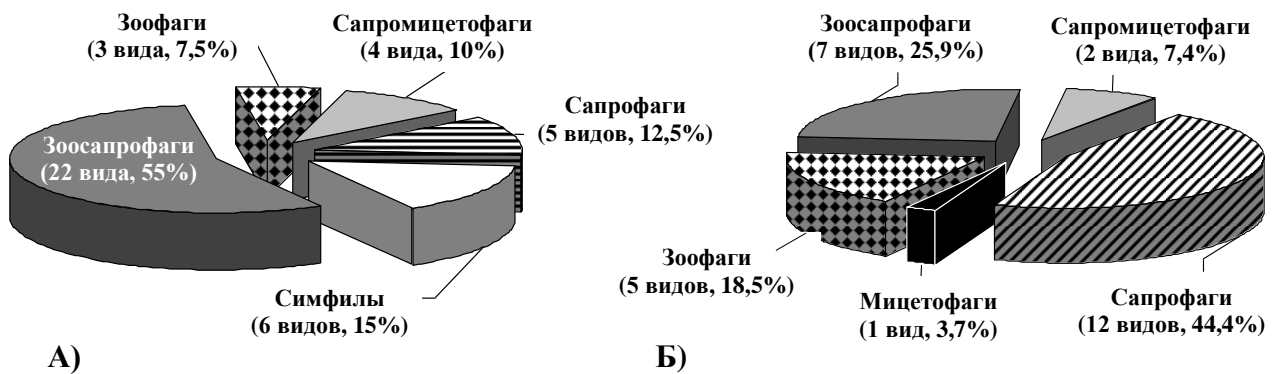 Зоофаги
(3 вида, 7,5%)
Сапромицетофаги
(4 вида, 10%)
Сапрофаги
(5 видов, 12,5%)
Зоосапрофаги
(22 вида, 55%)
Симфилы
(6 видов, 15%)
А)
Зоосапрофаги
(7 видов, 25,9%)
Сапромицетофаги
(2 вида, 7,4%)
Зоофаги
(5 видов, 18,5%)
Мицетофаги
(1 вид, 3,7%)
Сапрофаги
(12 видов, 44,4%)
Б)